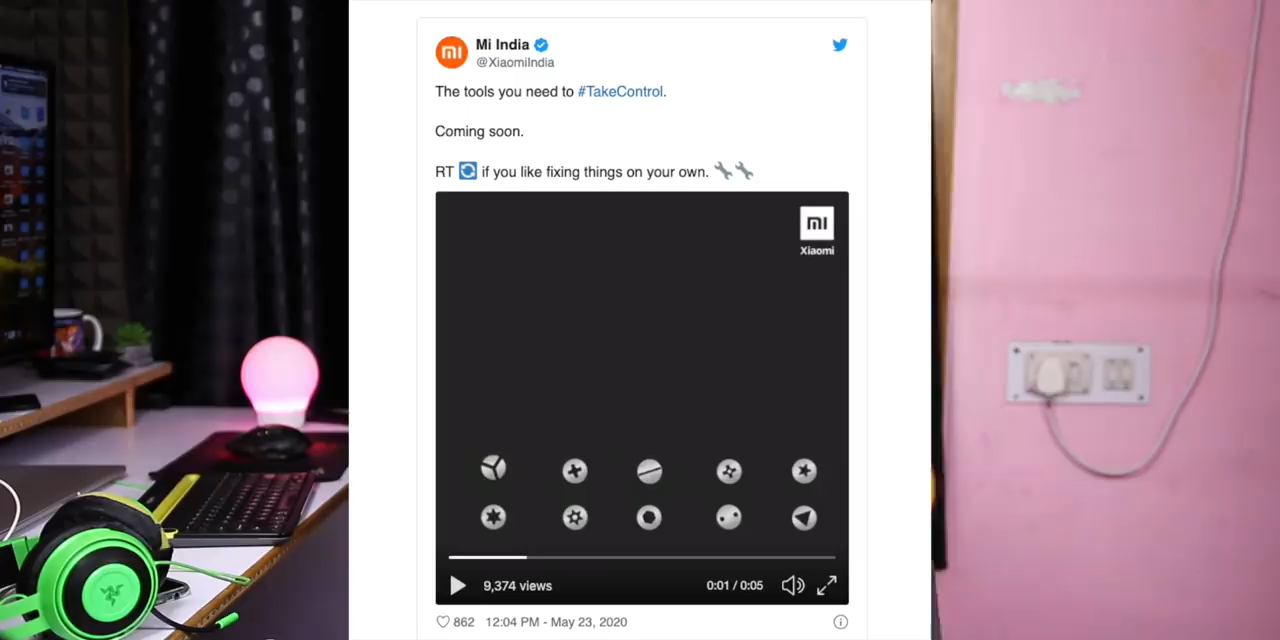 Mi India
@XiaomiIndia
The tools you need to #TakeControl.
Coming soon.
RT 🔄 if you like fixing things on your own. 🔧🔧
Xiaomi
9,374 views
0:01 / 0:05
862 12:04 PM - May 23, 2020